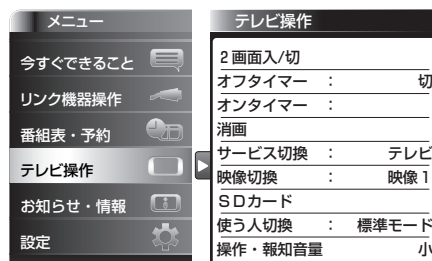 メニュー
今すぐできること
リンク機器操作
番組表・予約
テレビ操作
お知らせ・情報
設定
テレビ操作
2画面入/切
オフタイマー : 切
オンタイマー :
消画
サービス切換 : テレビ
映像切換 : 映像1
SDカード
使う人切換 : 標準モード
操作・報知音量 小